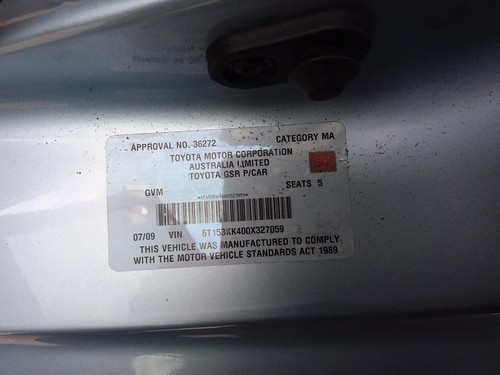 APPROVAL NO. 36272 CATEGORY MA
TOYOTA MOTOR CORPORATION
AUSTRALIA LIMITED
TOYOTA GSR P/CAR
GVM SEATS 5
07/09 VIN 6T153KK400X327059
THIS VEHICLE WAS MANUFACTURED TO COMPLY
WITH THE MOTOR VEHICLE STANDARDS ACT 1989